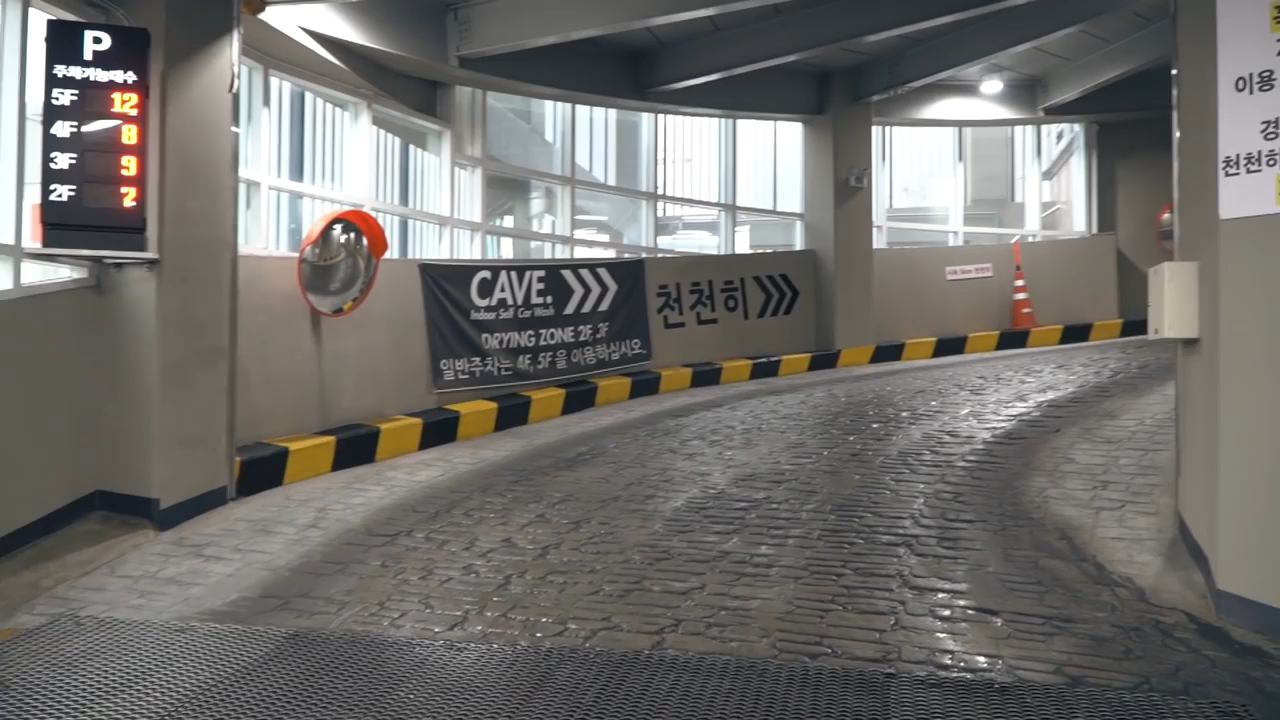 P
주차가능대수
5F 12
4F 8
3F 9
2F 2
CAVE.
Indoor Self Car Wash
DRYING ZONE 2F, 3F
일반주차는 4F, 5F 을 이용하십시오.
천천히
이용
경
천천히